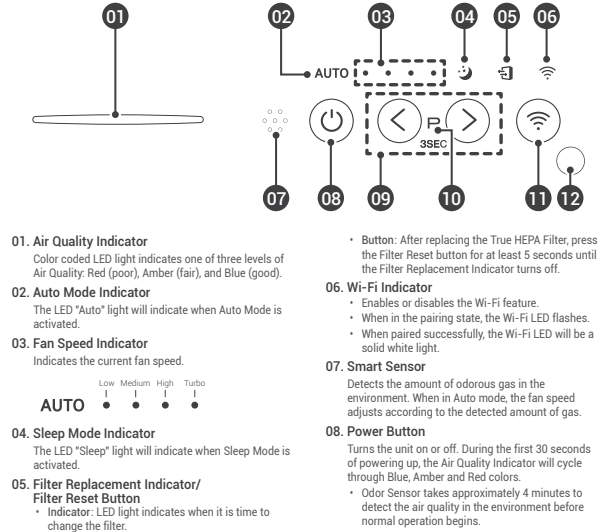 01
02
03
04
05
06
AUTO
P
3SEC
07
08
09
10
11
12
01. Air Quality Indicator
Color coded LED light indicates one of three levels of
Air Quality: Red (poor), Amber (fair), and Blue (good).
02. Auto Mode Indicator
The LED "Auto" light will indicate when Auto Mode is
activated.
03. Fan Speed Indicator
Indicates the current fan speed.
Low Medium High Turbo
AUTO
04. Sleep Mode Indicator
The LED "Sleep" light will indicate when Sleep Mode is
activated.
05. Filter Replacement Indicator/
Filter Reset Button
• Indicator: LED light indicates when it is time to
change the filter.
• Button: After replacing the True HEPA Filter, press
the Filter Reset button for at least 5 seconds until
the Filter Replacement Indicator turns off.
06. Wi-Fi Indicator
• Enables or disables the Wi-Fi feature.
• When in the pairing state, the Wi-Fi LED flashes.
• When paired successfully, the Wi-Fi LED will be a
solid white light.
07. Smart Sensor
Detects the amount of odorous gas in the
environment. When in Auto mode, the fan speed
adjusts according to the detected amount of gas.
08. Power Button
Turns the unit on or off. During the first 30 seconds
of powering up, the Air Quality Indicator will cycle
through Blue, Amber and Red colors.
• Odor Sensor takes approximately 4 minutes to
detect the air quality in the environment before
normal operation begins.